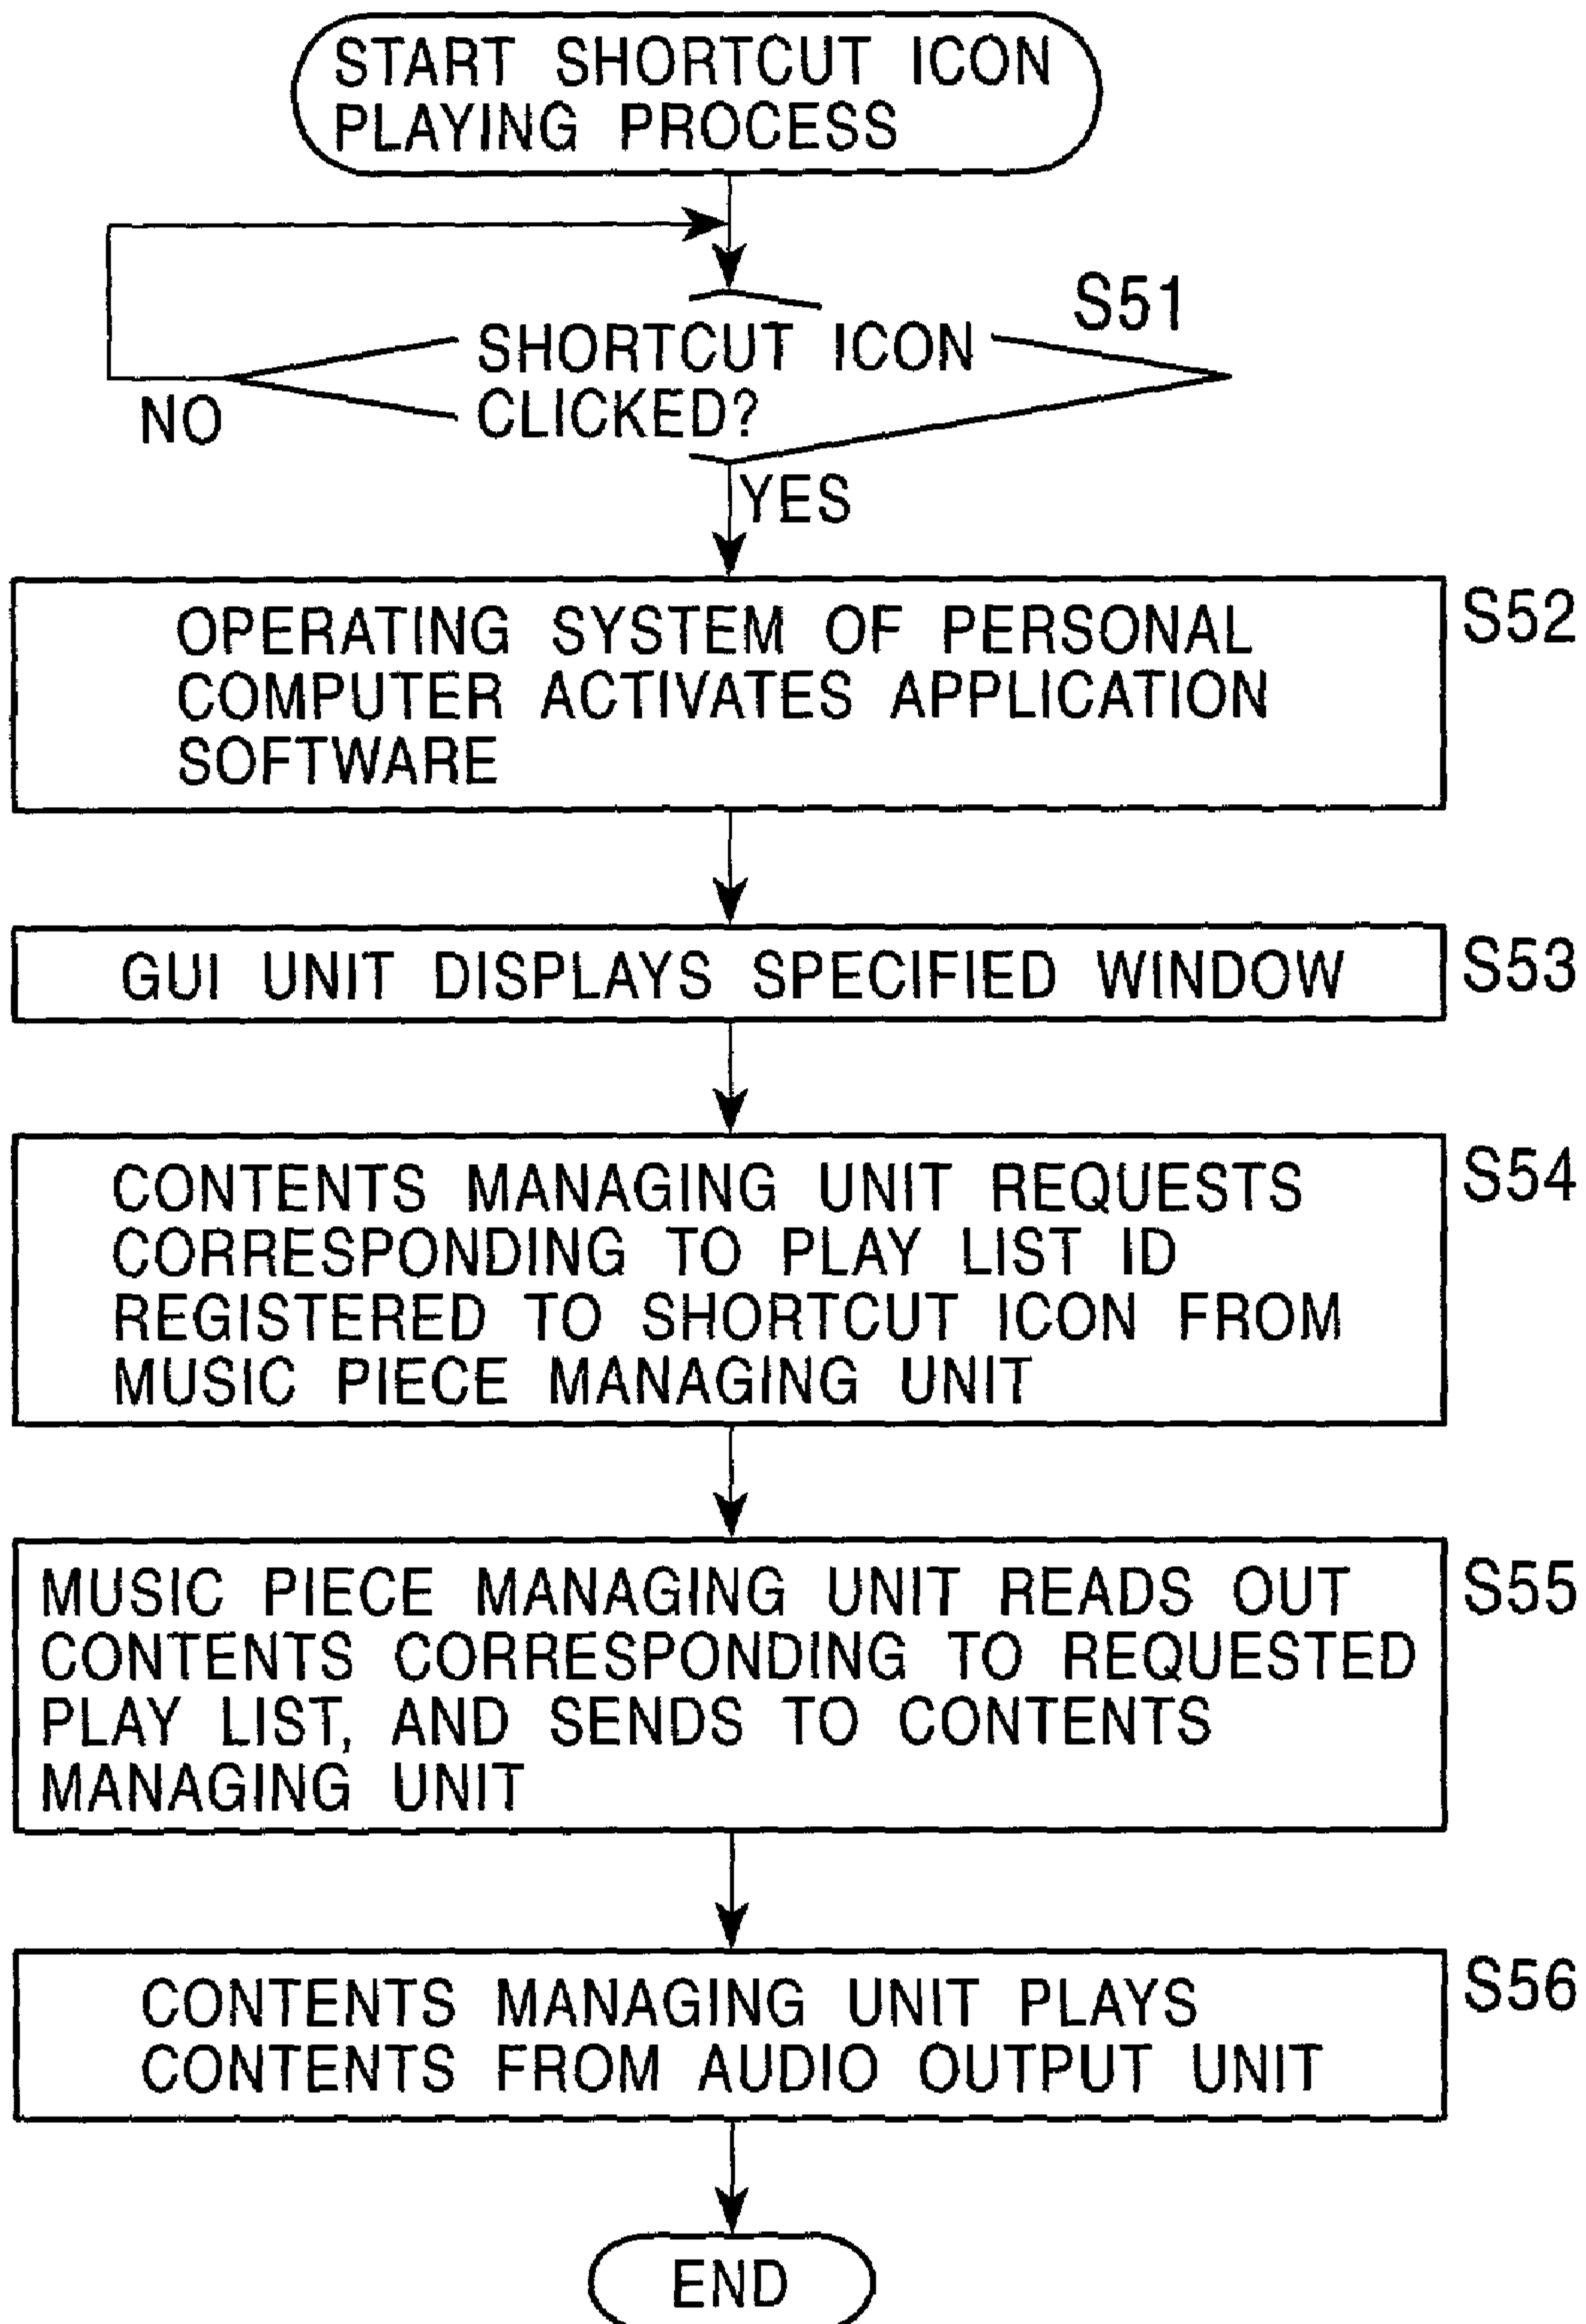 START SHORTCUT ICON
PLAYING PROCESS
S51
SHORTCUT ICON
CLICKED?
NO
YES
S52
OPERATING SYSTEM OF PERSONAL
COMPUTER ACTIVATES APPLICATION
SOFTWARE
S53
GUI UNIT DISPLAYS SPECIFIED WINDOW
S54
CONTENTS MANAGING UNIT REQUESTS
CORRESPONDING TO PLAY LIST ID
REGISTERED TO SHORTCUT ICON FROM
MUSIC PIECE MANAGING UNIT
S55
MUSIC PIECE MANAGING UNIT READS OUT
CONTENTS CORRESPONDING TO REQUESTED
PLAY LIST, AND SENDS TO CONTENTS
MANAGING UNIT
S56
CONTENTS MANAGING UNIT PLAYS
CONTENTS FROM AUDIO OUTPUT UNIT
END